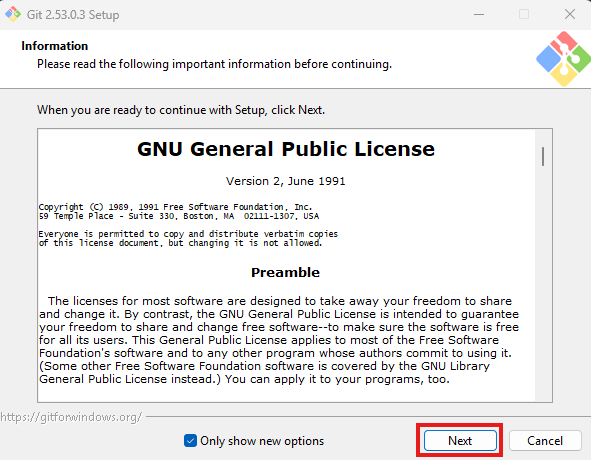 Git 2.53.0.3 Setup
Information
Please read the following important information before continuing.
When you are ready to continue with Setup, click Next.
GNU General Public License
Version 2, June 1991
Copyright (C) 1989, 1991 Free Software Foundation, Inc.
59 Temple Place - Suite 330, Boston, MA  02111-1307, USA
Everyone is permitted to copy and distribute verbatim copies
of this license document, but changing it is not allowed.
Preamble
The licenses for most software are designed to take away your freedom to share
and change it. By contrast, the GNU General Public License is intended to guarantee
your freedom to share and change free software--to make sure the software is free
for all its users. This General Public License applies to most of the Free Software
Foundation's software and to any other program whose authors commit to using it.
(Some other Free Software Foundation software is covered by the GNU Library
General Public License instead.) You can apply it to your programs, too.
https://gitforwindows.org/
Only show new options
Next
Cancel